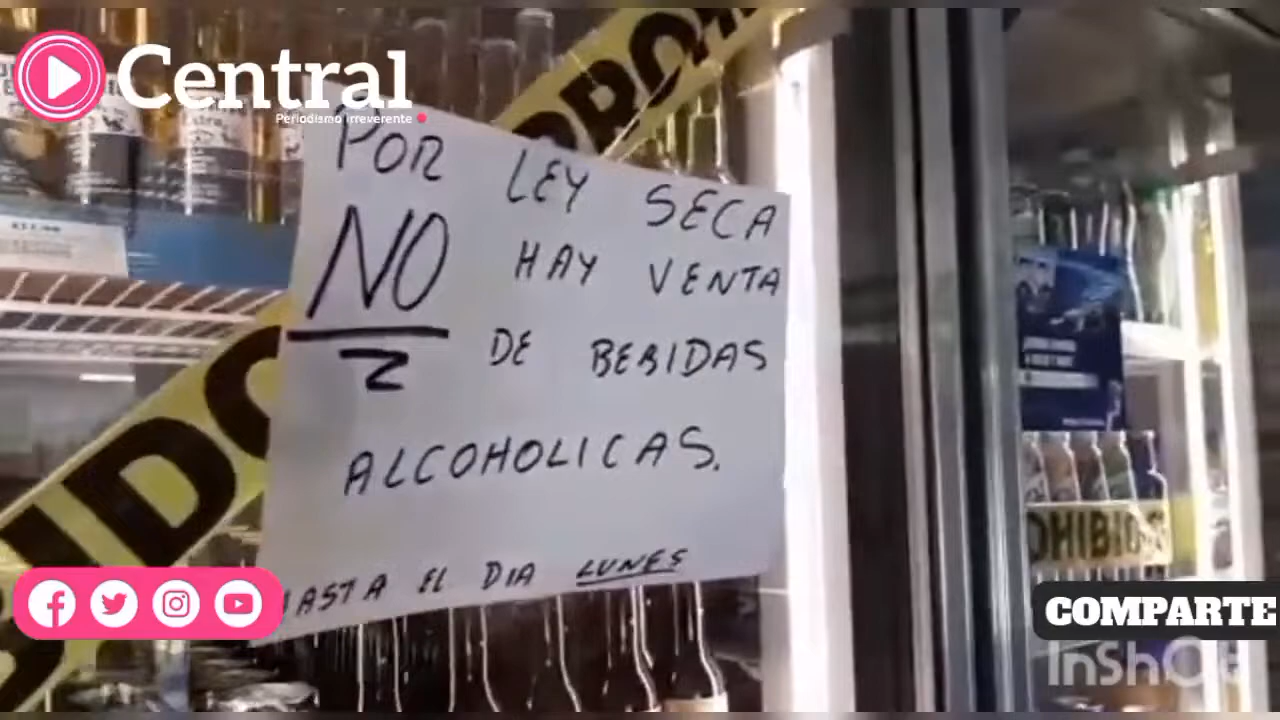 Central
Periodismo irreverente
POR LEY SECA
NO HAY VENTA
DE BEBIDAS
ALCOHOLICAS.
HASTA EL DIA LUNES
COMPARTE
InShOt